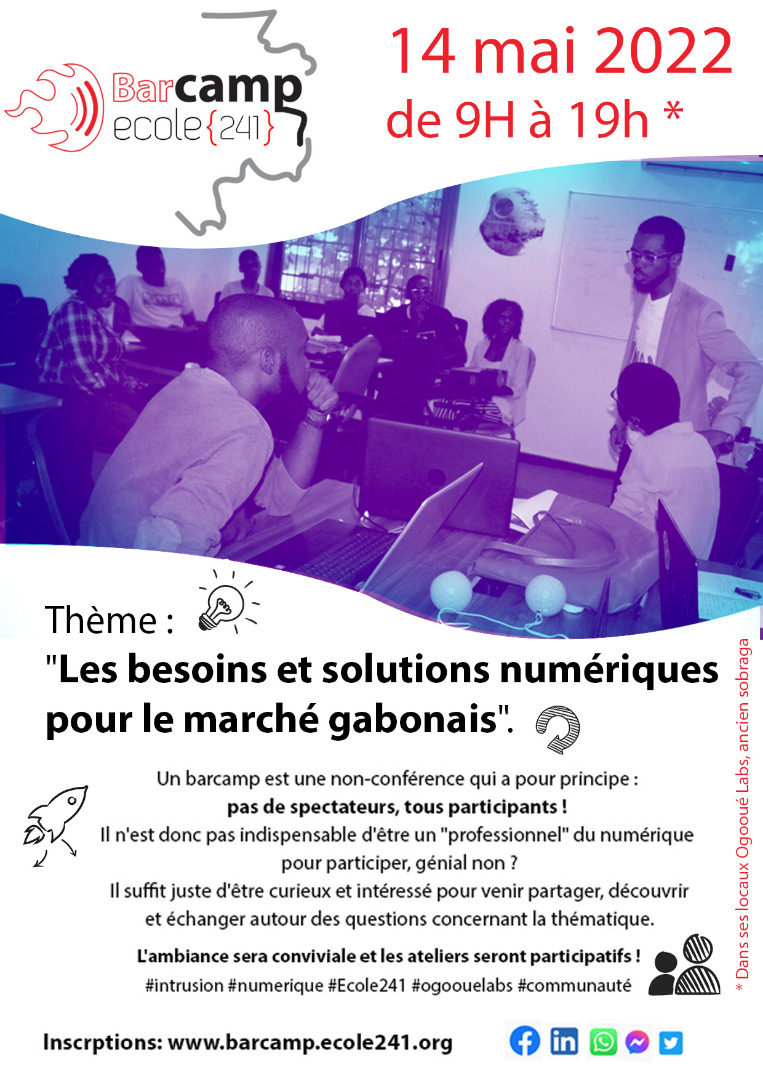 Barcamp
ecole{241}
14 mai 2022
de 9H à 19h *
Thème :
"Les besoins et solutions numériques
pour le marché gabonais".
Un barcamp est une non-conférence qui a pour principe :
pas de spectateurs, tous participants !
Il n'est donc pas indispensable d'être un "professionnel" du numérique
pour participer, génial non ?
Il suffit juste d'être curieux et intéressé pour venir partager, découvrir
et échanger autour des questions concernant la thématique.
L'ambiance sera conviviale et les ateliers seront participatifs !
#intrusion #numerique #Ecole241 #ogoouelabs #communauté
* Dans ses locaux Ogooué Labs, ancien sobraga
Inscrptions: www.barcamp.ecole241.org